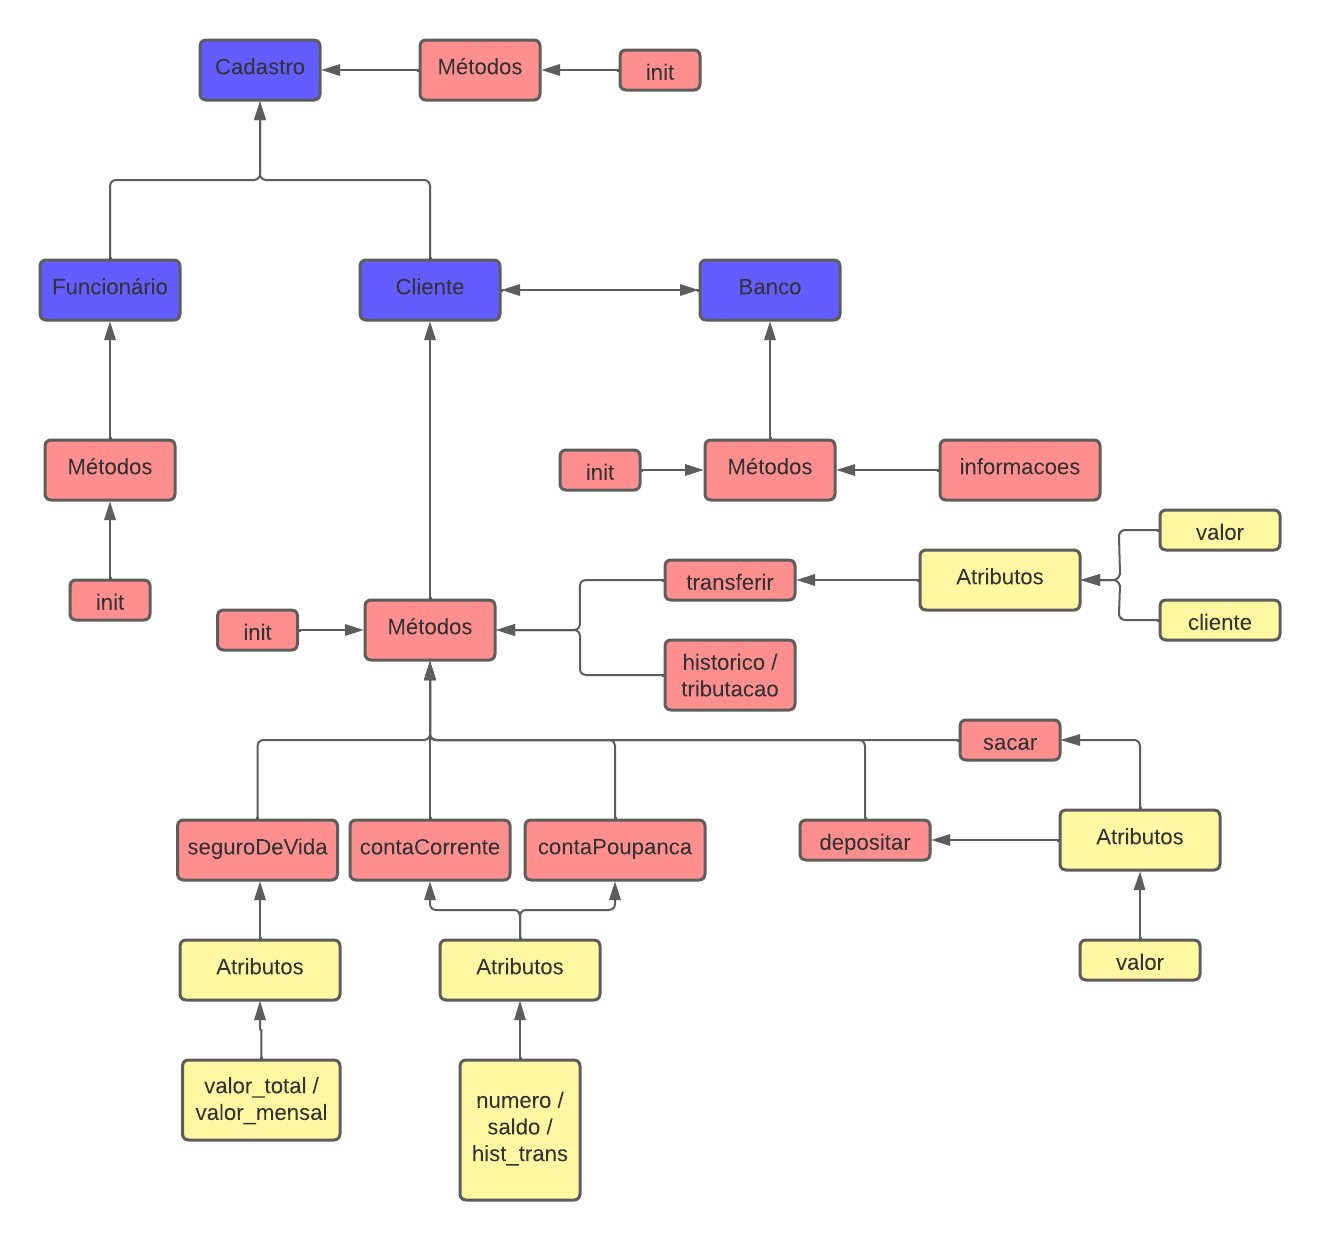 Cadastro
Métodos
init
Funcionário
Cliente
Banco
Métodos
init
Métodos
informacoes
valor
transferir
Atributos
init
cliente
init
Métodos
historico /
tributacao
sacar
seguroDeVida
contaCorrente
contaPoupanca
depositar
Atributos
Atributos
Atributos
valor
valor_total /
valor_mensal
numero /
saldo /
hist_trans